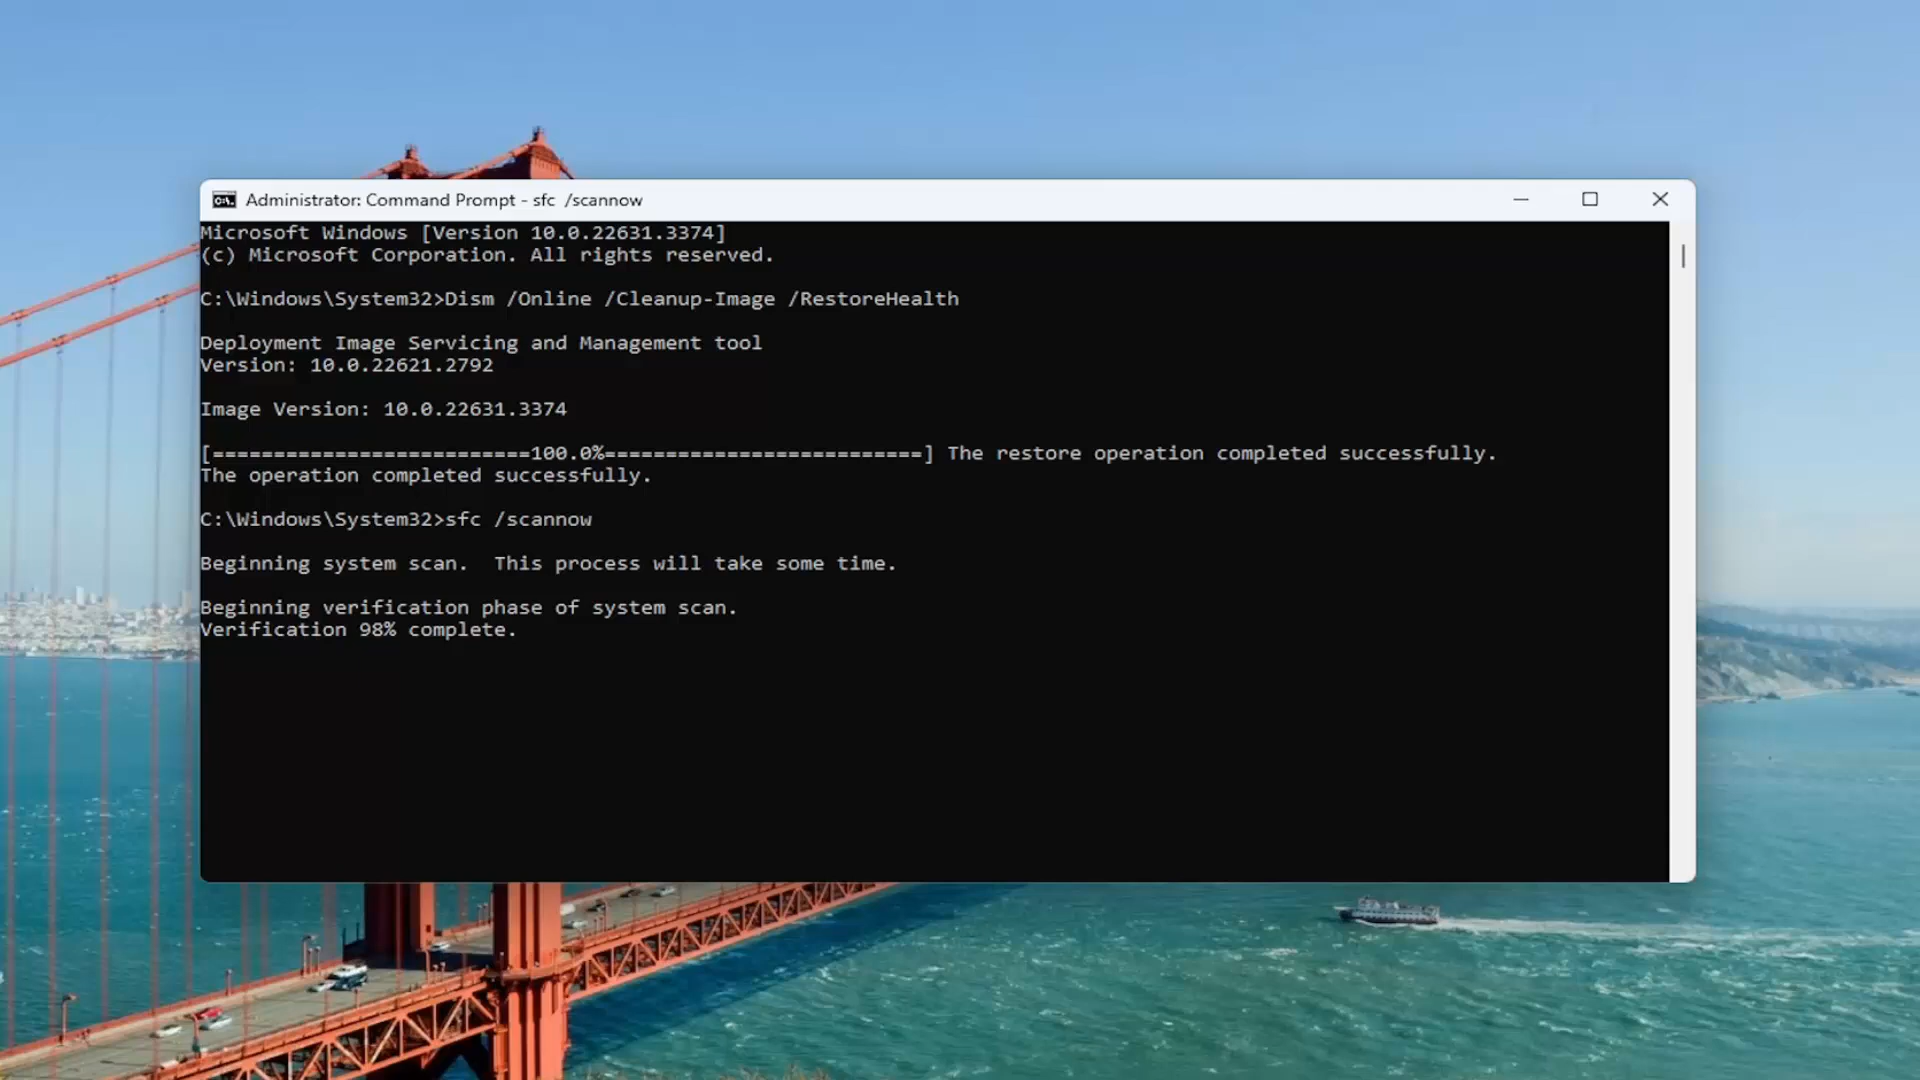 Administrator: Command Prompt - sfc  /scannow
Microsoft Windows [Version 10.0.22631.3374]
(c) Microsoft Corporation. All rights reserved.
C:\Windows\System32>Dism /Online /Cleanup-Image /RestoreHealth
Deployment Image Servicing and Management tool
Version: 10.0.22621.2792
Image Version: 10.0.22631.3374
[==========================100.0%==========================] The restore operation completed successfully.
The operation completed successfully.
C:\Windows\System32>sfc /scannow
Beginning system scan.  This process will take some time.
Beginning verification phase of system scan.
Verification 98% complete.